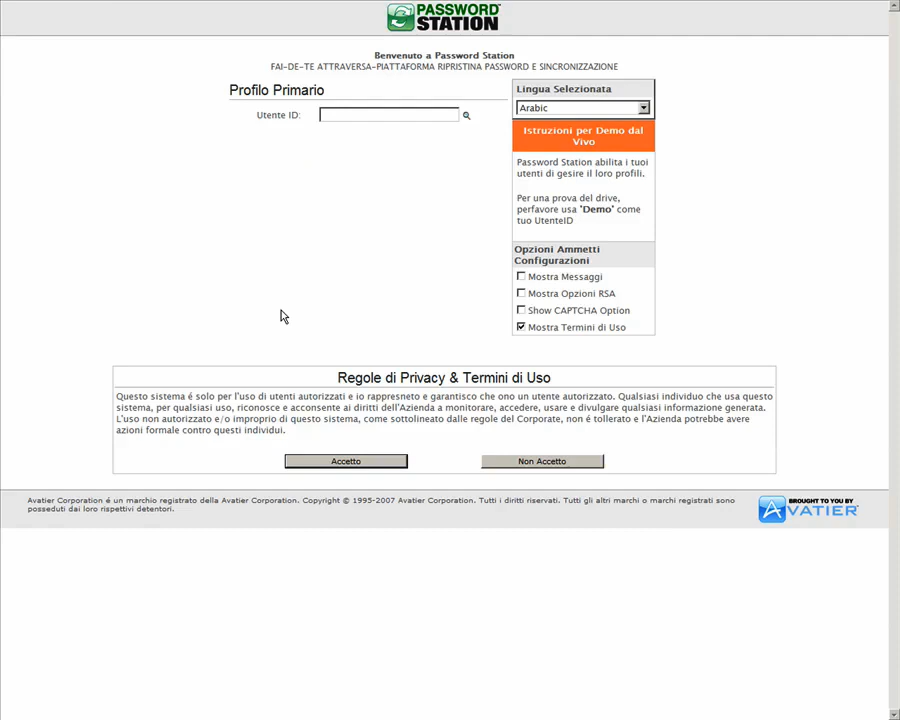 PASSWORD
STATION
Benvenuto a Password Station
FAI-DE-TE ATTRAVERSA-PIATTAFORMA RIPRISTINA PASSWORD E SINCRONIZZAZIONE
Profilo Primario
Utente ID:
Lingua Selezionata
Arabic
Istruzioni per Demo dal
Vivo
Password Station abilita i tuoi
utenti di gesire il loro profili.
Per una prova del drive,
perfavore usa "Demo" come
tuo UtenteID
Opzioni Ammetti
Configurazioni
Mostra Messaggi
Mostra Opzioni RSA
Show CAPTCHA Option
Mostra Termini di Uso
Regole di Privacy & Termini di Uso
Questo sistema é solo per l'uso di utenti autorizzati e io rappresneto e garantisco che ono un utente autorizzato. Qualsiasi individuo che usa questo
sistema, per qualsiasi uso, riconosce e acconsente ai diritti dell'Azienda a monitorare, accedere, usare e divulgare qualsiasi informazione generata.
L'uso non autorizzato e/o improprio di questo sistema, come sottolineato dalle regole del Corporate, non é tollerato e l'Azienda potrebbe avere
azioni formale contro questi individui.
Accetto
Non Accetto
Avatier Corporation é un marchio registrato della Avatier Corporation. Copyright © 1995-2007 Avatier Corporation. Tutti i diritti riservati. Tutti gli altri marchi o marchi registrati sono
posseduti dai loro rispettivi detentori.
BROUGHT TO YOU BY
AVATIER